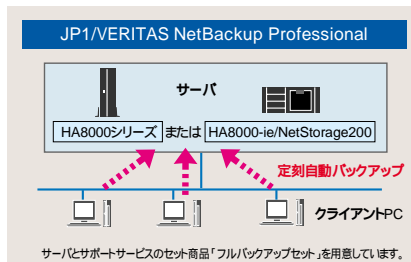 JP1/VERITAS NetBackup Professional
サーバ
HA8000シリーズ または HA8000-ie/NetStorage200
定刻自動バックアップ
クライアントPC
サーバとサポートサービスのセット商品「フルバックアップセット」を用意しています。